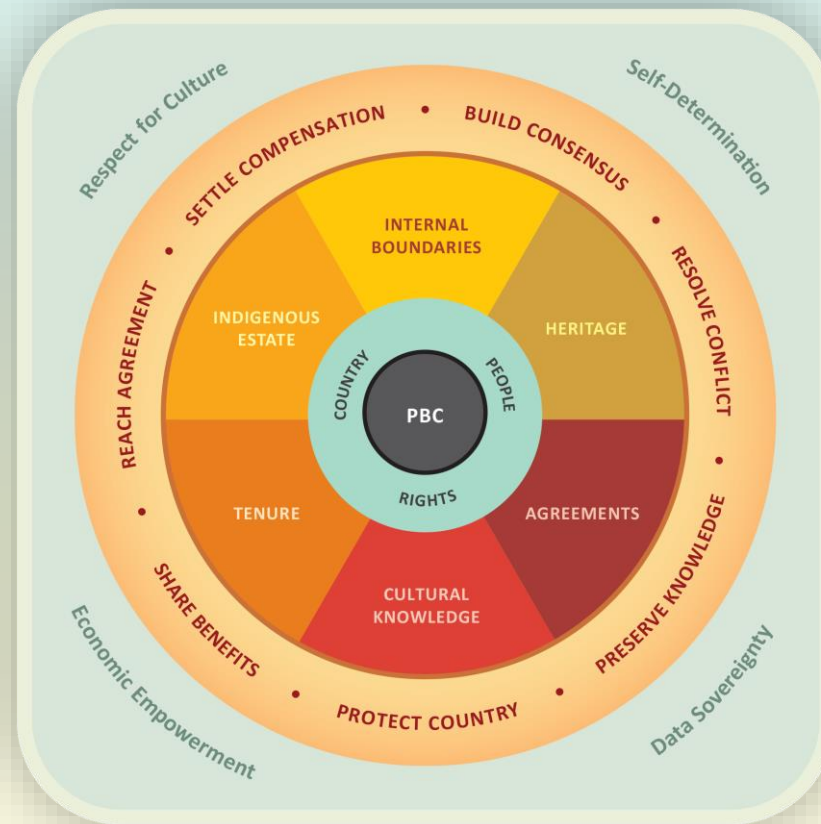 Respect for Culture
Self-Determination
SETTLE COMPENSATION • BUILD CONSENSUS • RESOLVE CONFLICT • PRESERVE KNOWLEDGE • PROTECT COUNTRY • SHARE BENEFITS • REACH AGREEMENT •
INTERNAL
BOUNDARIES
INDIGENOUS
ESTATE
HERITAGE
COUNTRY
PEOPLE
PBC
RIGHTS
TENURE
AGREEMENTS
CULTURAL
KNOWLEDGE
Economic Empowerment
Data Sovereignty